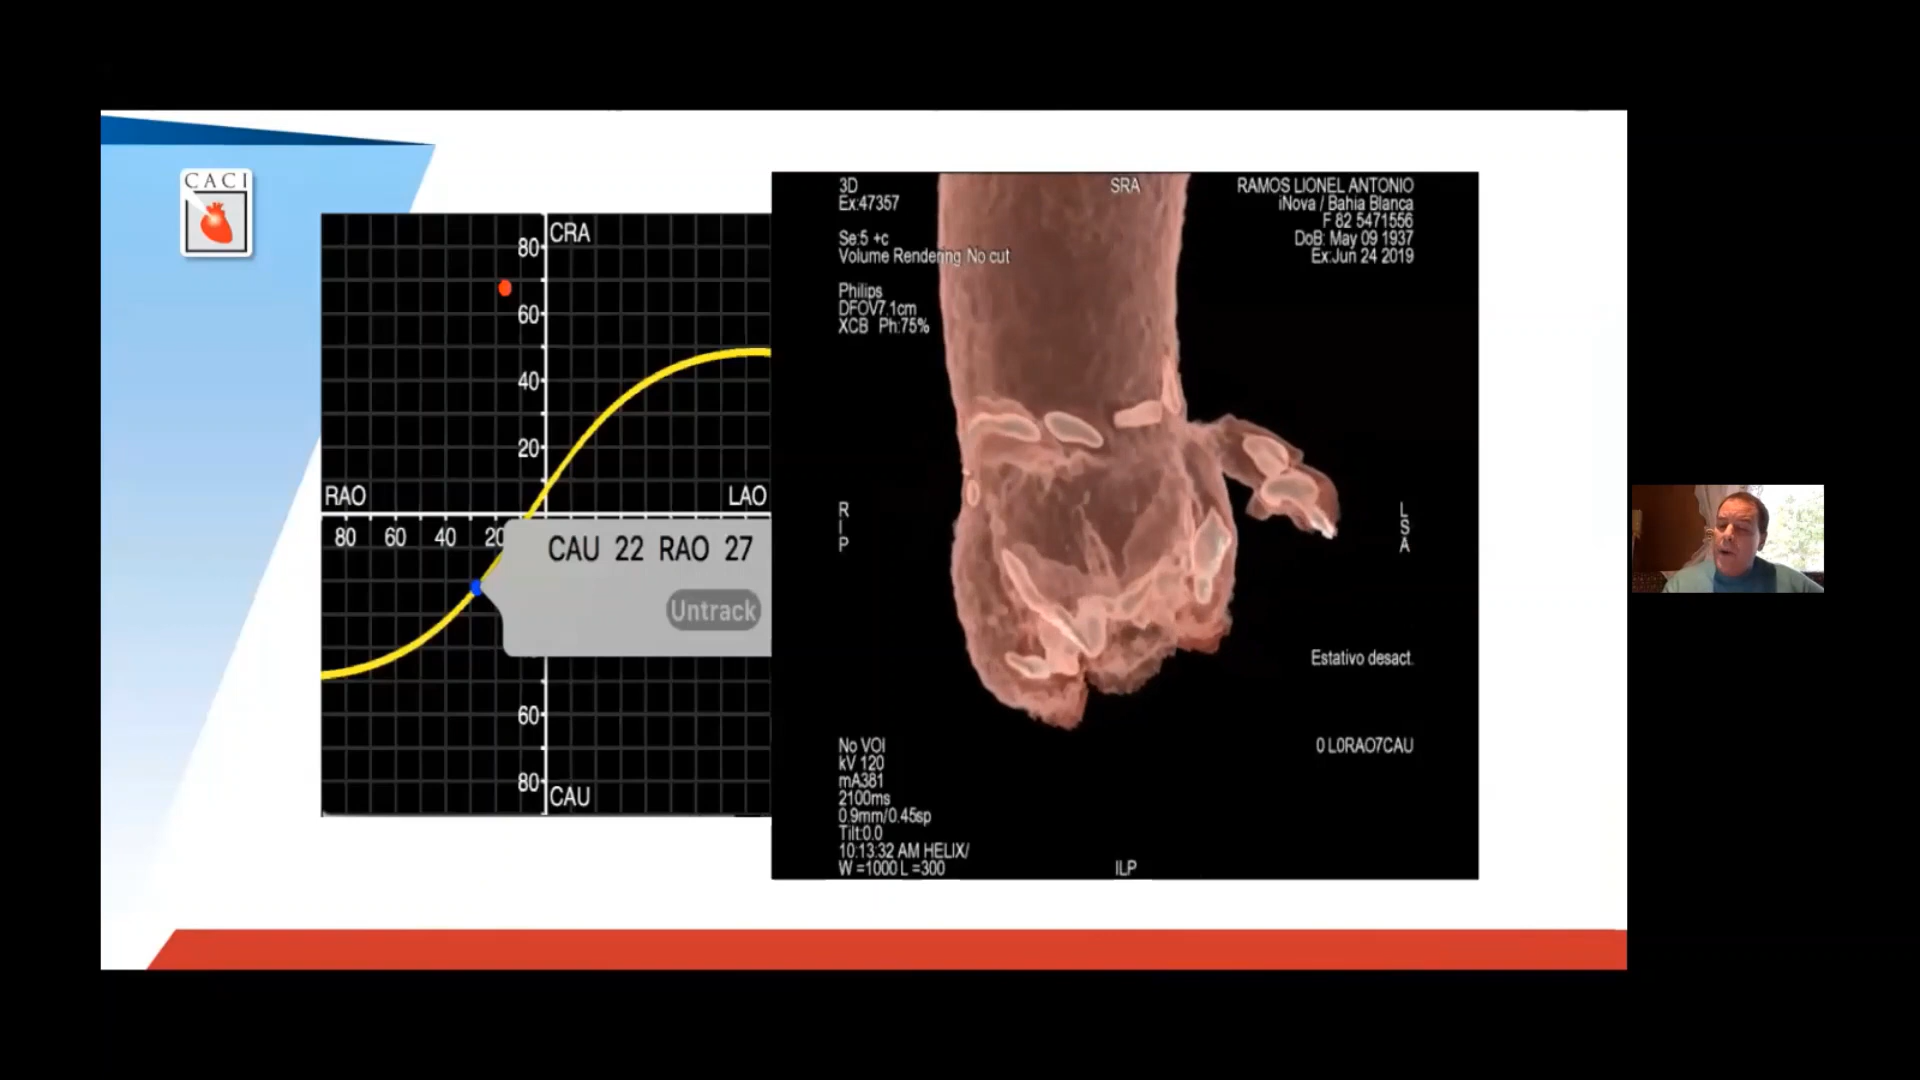 CACI
CRA
80
60
40
20
RAO
LAO
80 60 40 20
CAU 22 RAO 27
Untrack
60
80
CAU
3D
Ex:47357
Se:5 +c
Volume Rendering No cut
Philips
DFOV7.1cm
XCB Ph:75%
SRA
RAMOS LIONEL ANTONIO
iNova / Bahia Blanca
F 82 5471556
DoB: May 09 1937
Ex:Jun 24 2019
R
I
P
L
S
A
Estativo desact.
0 L0RAO7CAU
No VOI
kV 120
mA381
2100ms
0.9mm/0.45sp
Tilt:0.0
10:13:32 AM HELIX/
W =1000 L =300
ILP